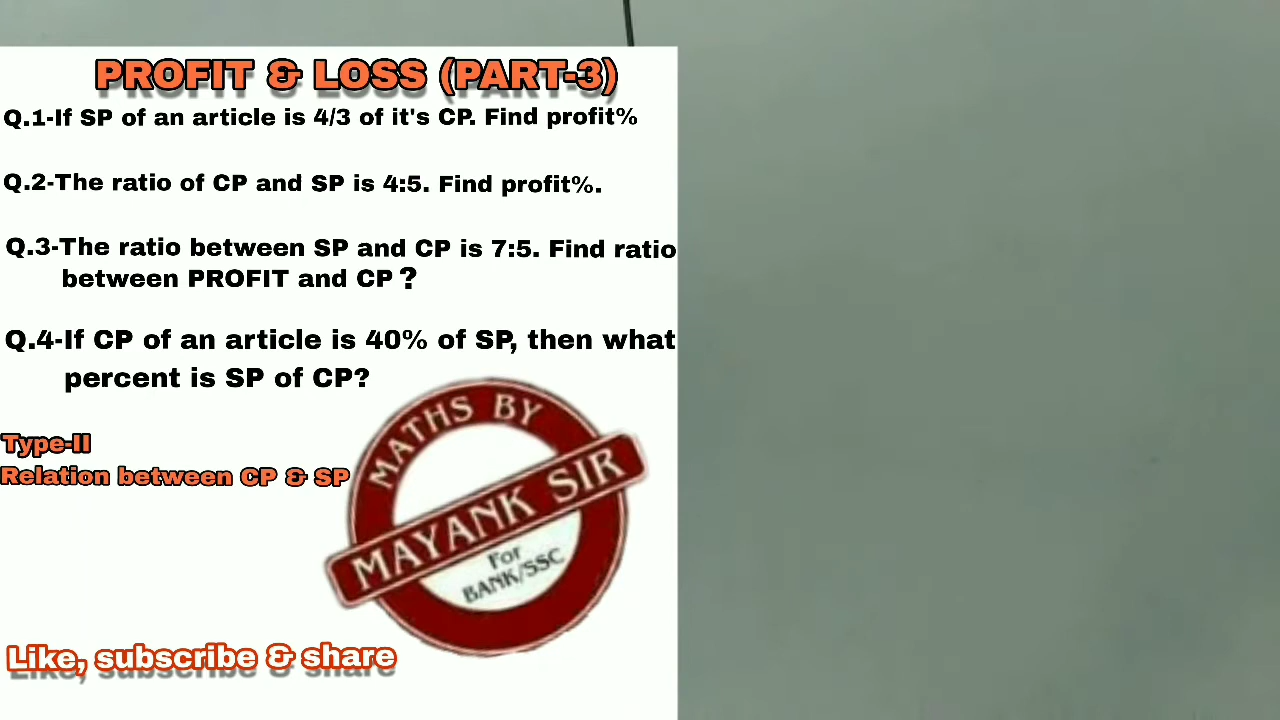 PROFIT & LOSS (PART-3)
Q.1-If SP of an article is 4/3 of it's CP. Find profit%
Q.2-The ratio of CP and SP is 4:5. Find profit%.
Q.3-The ratio between SP and CP is 7:5. Find ratio
between PROFIT and CP?
Q.4-If CP of an article is 40% of SP, then what
percent is SP of CP?
Type-II
Relation between CP & SP
MATHS BY
MAYANK SIR
For
BANK/SSC
Like, subscribe & share